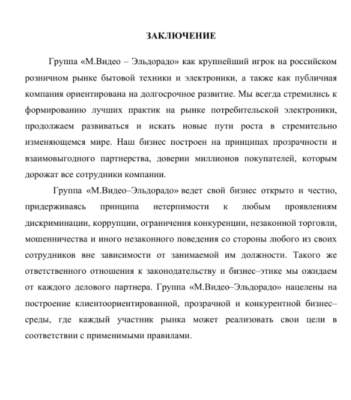 ЗАКЛЮЧЕНИЕ
Группа «М.Видео – Эльдорадо» как крупнейший игрок на российском
розничном рынке бытовой техники и электроники, а также как публичная
компания ориентирована на долгосрочное развитие. Мы всегда стремились к
формированию лучших практик на рынке потребительской электроники,
продолжаем развиваться и искать новые пути роста в стремительно
изменяющемся мире. Наш бизнес построен на принципах прозрачности и
взаимовыгодного партнерства, доверии миллионов покупателей, которым
дорожат все сотрудники компании.
Группа «М.Видео–Эльдорадо» ведет свой бизнес открыто и честно,
придерживаясь принципа нетерпимости к любым проявлениям
дискриминации, коррупции, ограничения конкуренции, незаконной торговли,
мошенничества и иного незаконного поведения со стороны любого из своих
сотрудников вне зависимости от занимаемой им должности. Такого же
ответственного отношения к законодательству и бизнес–этике мы ожидаем
от каждого делового партнера. Группа «М.Видео–Эльдорадо» нацелены на
построение клиентоориентированной, прозрачной и конкурентной бизнес–
среды, где каждый участник рынка может реализовать свои цели в
соответствии с применимыми правилами.